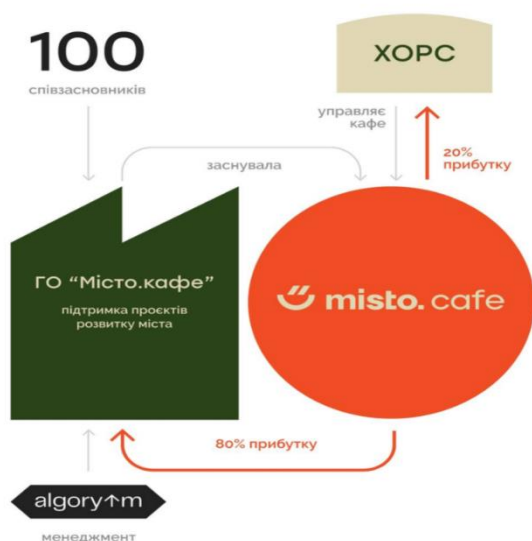 100
співзасновників
ХОРС
управляє
кафе
20%
прибутку
заснувала
ГО “Місто.кафе”
підтримка проєктів
розвитку міста
misto. cafe
80% прибутку
algory↑m
менеджмент